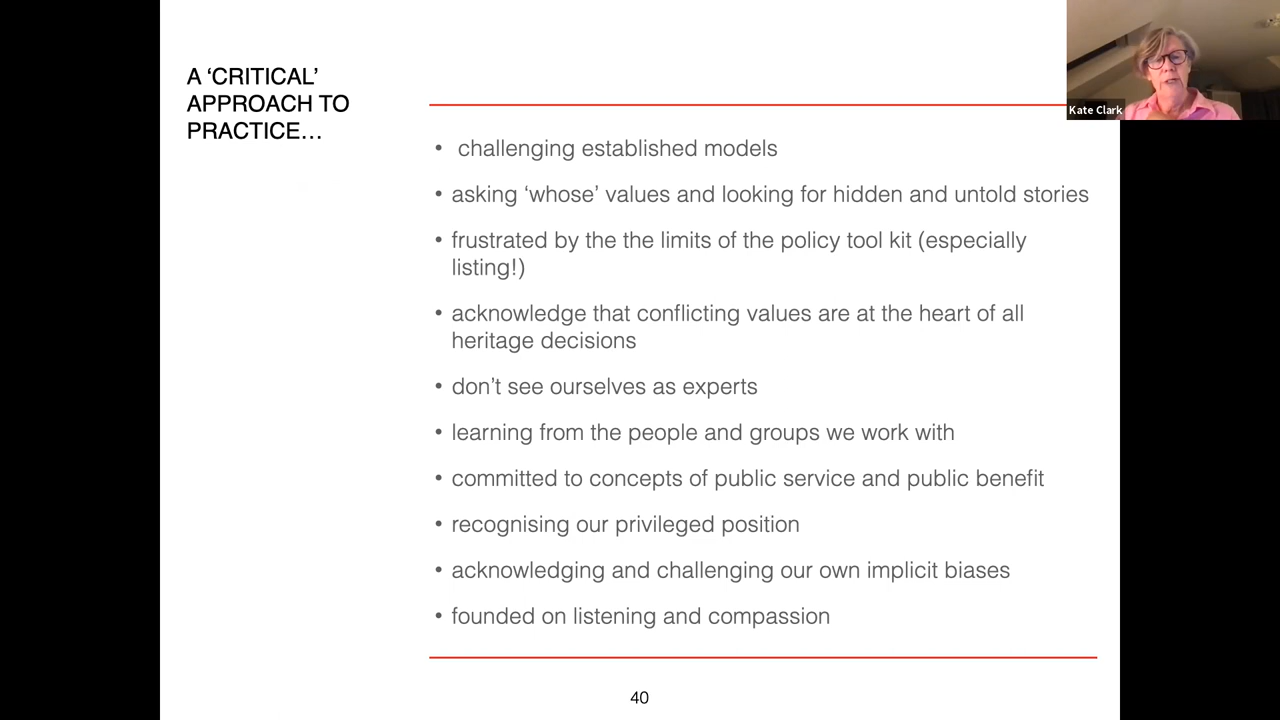 A ‘CRITICAL’
APPROACH TO
PRACTICE…
Kate Clark
• challenging established models
• asking ‘whose’ values and looking for hidden and untold stories
• frustrated by the the limits of the policy tool kit (especially
listing!)
• acknowledge that conflicting values are at the heart of all
heritage decisions
• don’t see ourselves as experts
• learning from the people and groups we work with
• committed to concepts of public service and public benefit
• recognising our privileged position
• acknowledging and challenging our own implicit biases
• founded on listening and compassion
40